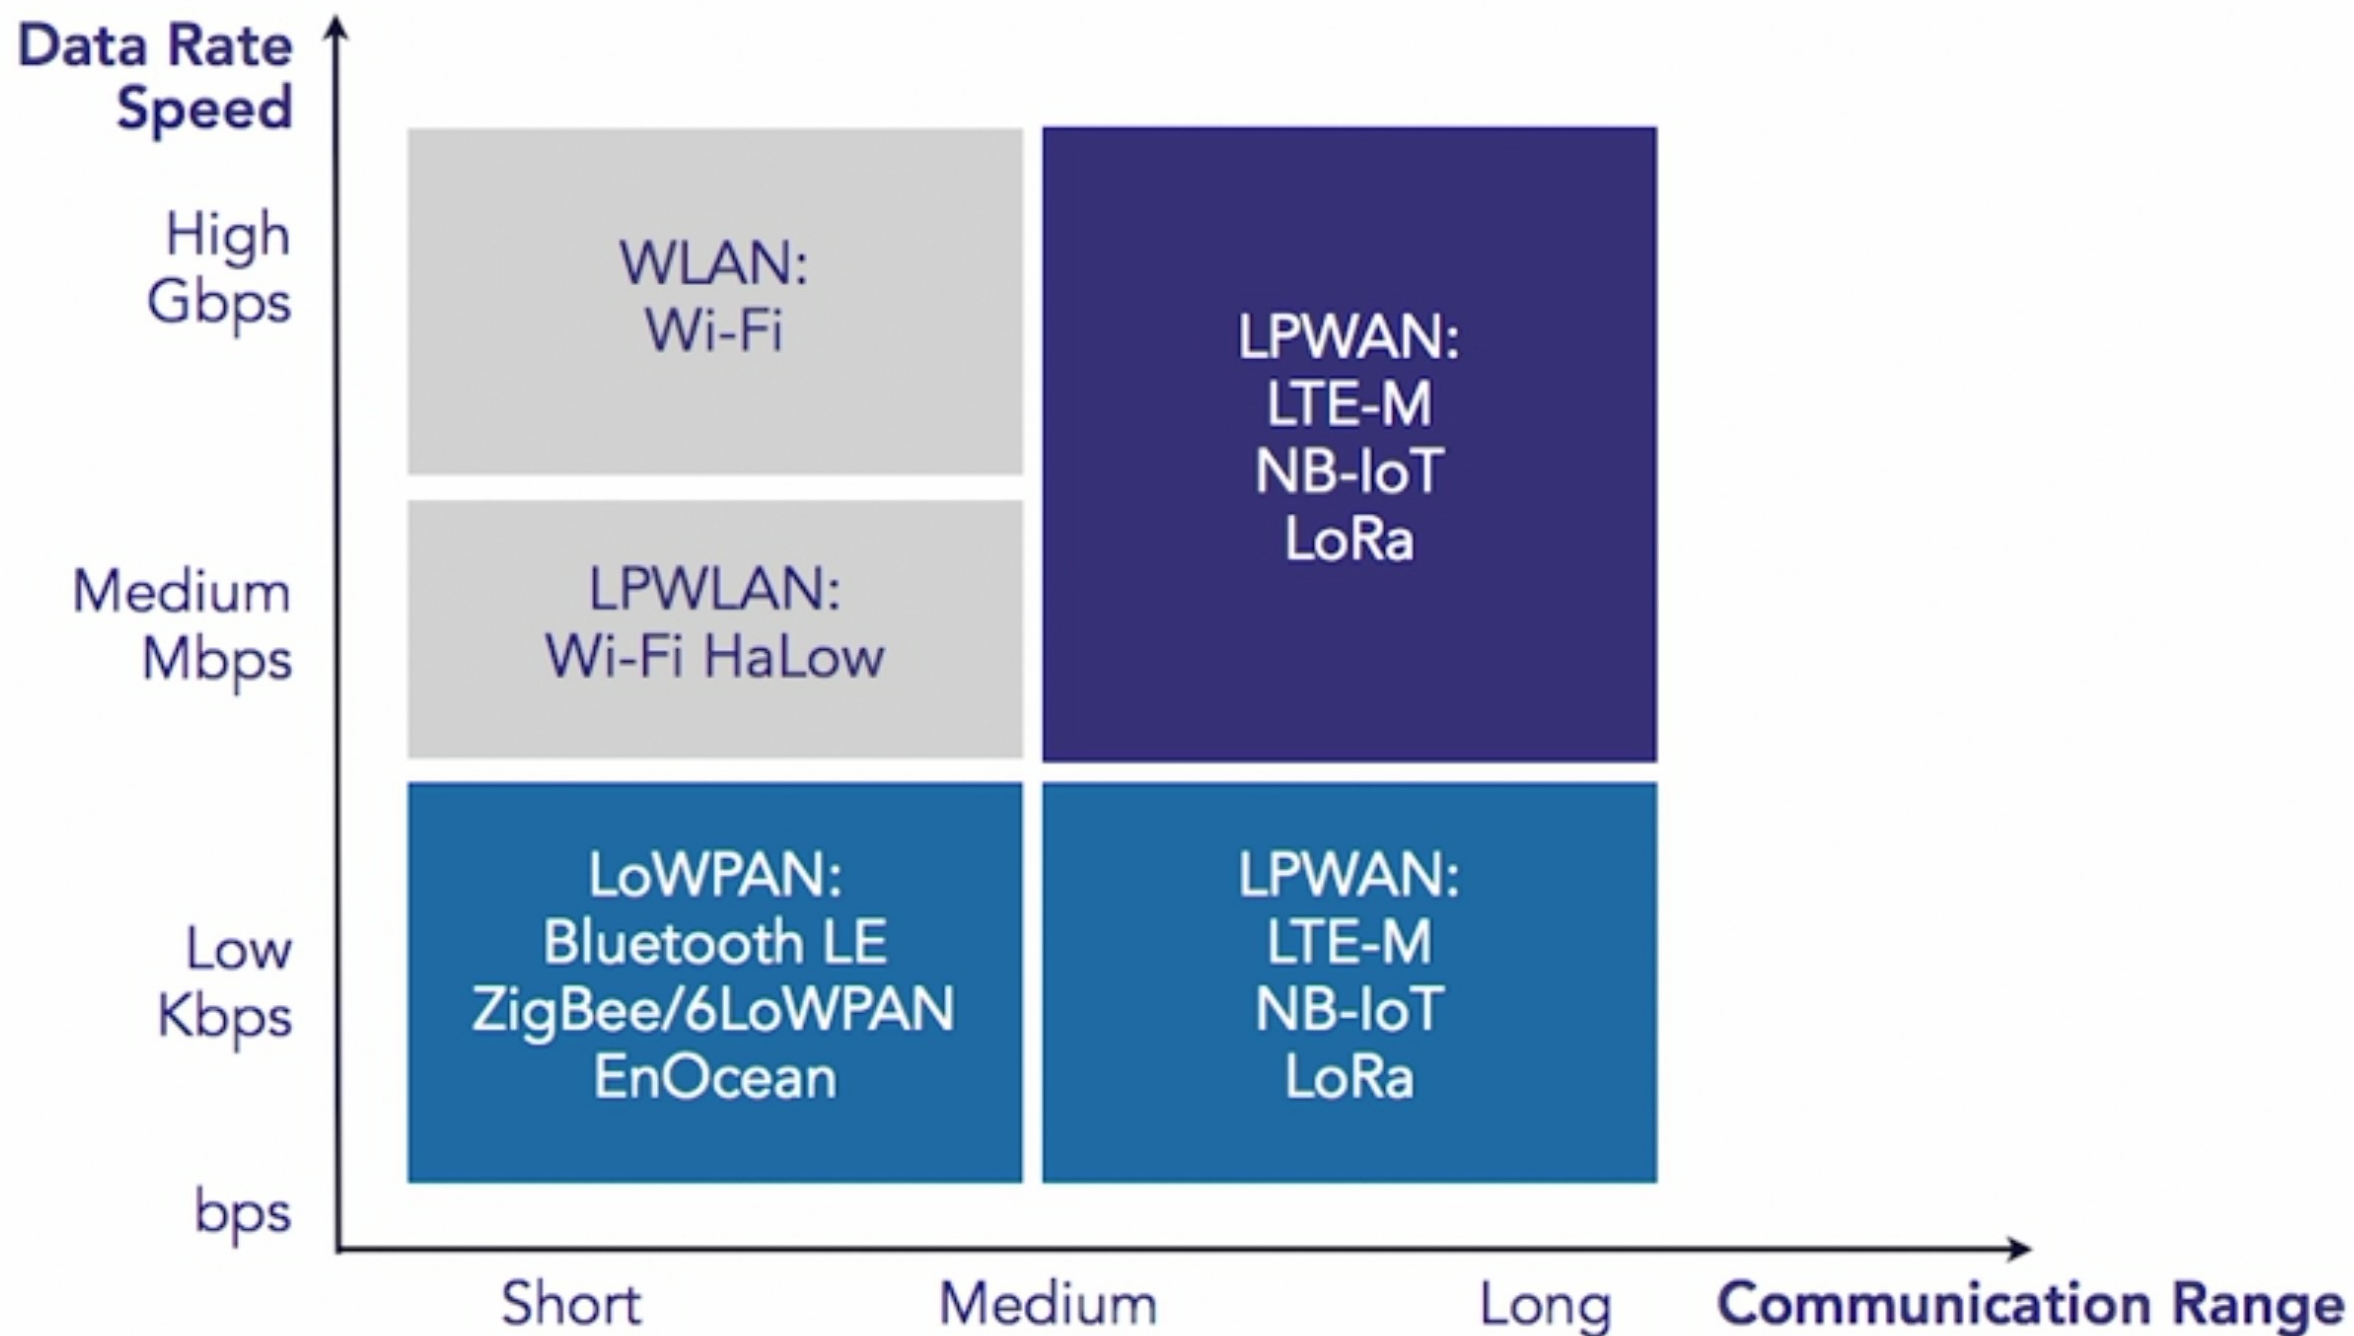 Data Rate
Speed
High
Gbps
Medium
Mbps
Low
Kbps
bps
WLAN:
Wi-Fi
LPWLAN:
Wi-Fi HaLow
LoWPAN:
Bluetooth LE
ZigBee/6LoWPAN
EnOcean
LPWAN:
LTE-M
NB-IoT
LoRa
LPWAN:
LTE-M
NB-IoT
LoRa
Short
Medium
Long
Communication Range